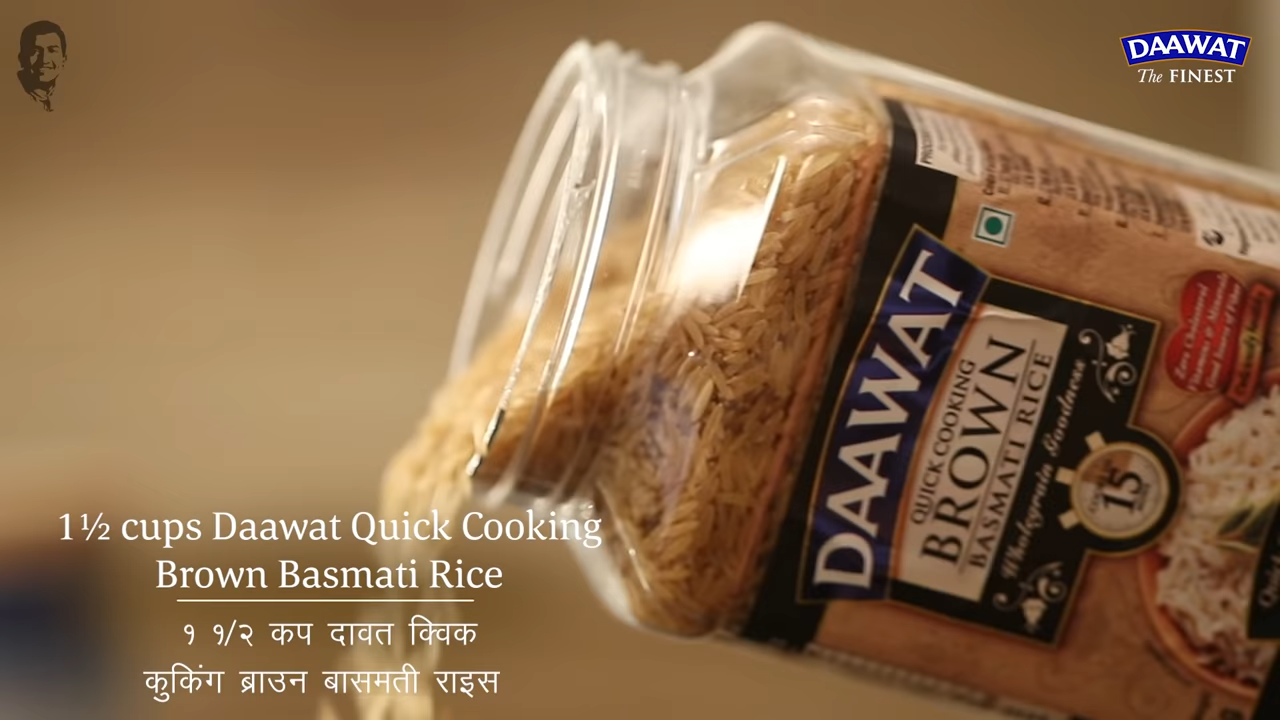 DAAWAT
The FINEST
DAAWAT
QUICK COOKING
BROWN
BASMATI RICE
Wholegrain Goodness
15
1½ cups Daawat Quick Cooking
Brown Basmati Rice
१ १/२ कप दावत क्विक
कुकिंग ब्राउन बासमती राइस